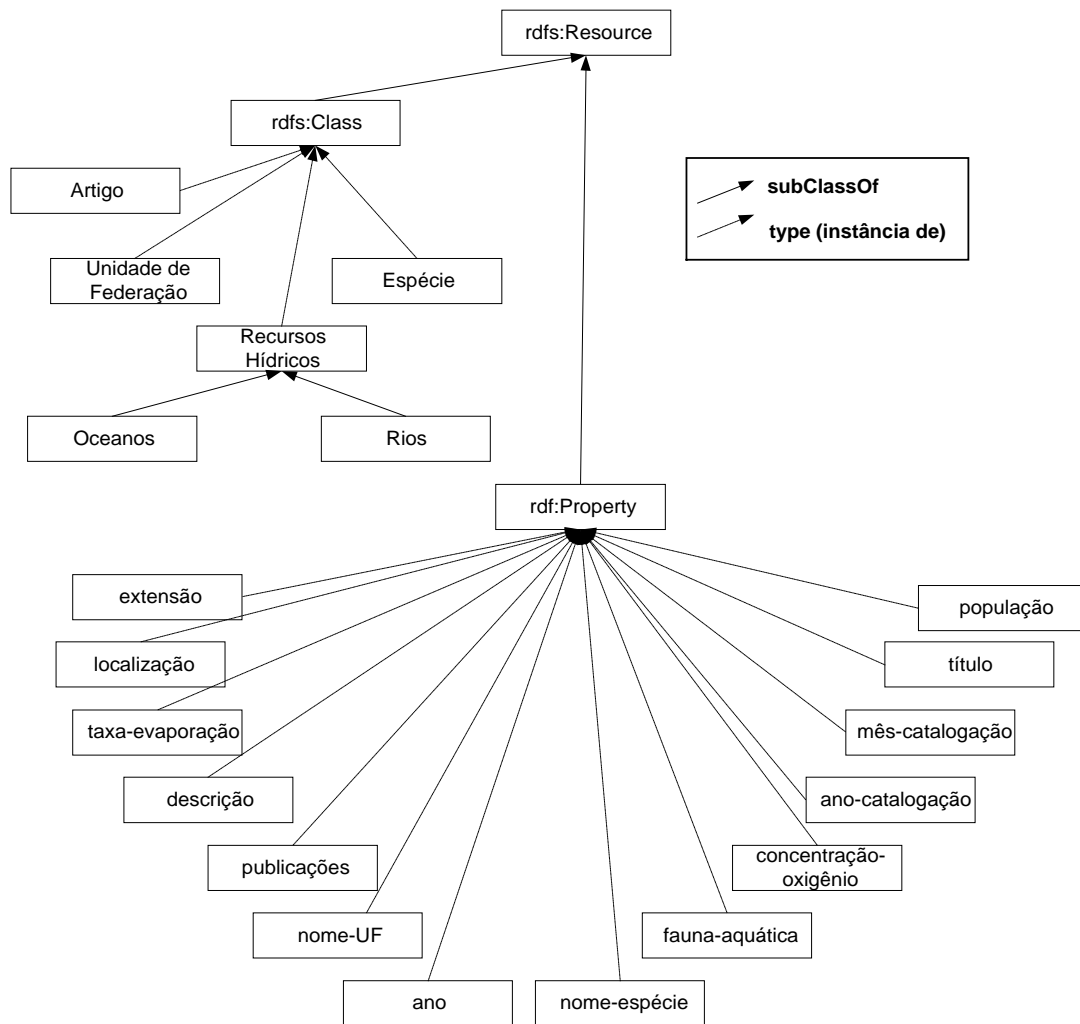 rdfs:Resource
rdfs:Class
Artigo
subClassOf
type (instância de)
Unidade de
Federação
Espécie
Recursos
Hídricos
Oceanos
Rios
rdf:Property
extensão
população
localização
título
taxa-evaporação
mês-catalogação
descrição
ano-catalogação
publicações
concentração-
oxigênio
nome-UF
fauna-aquática
ano
nome-espécie